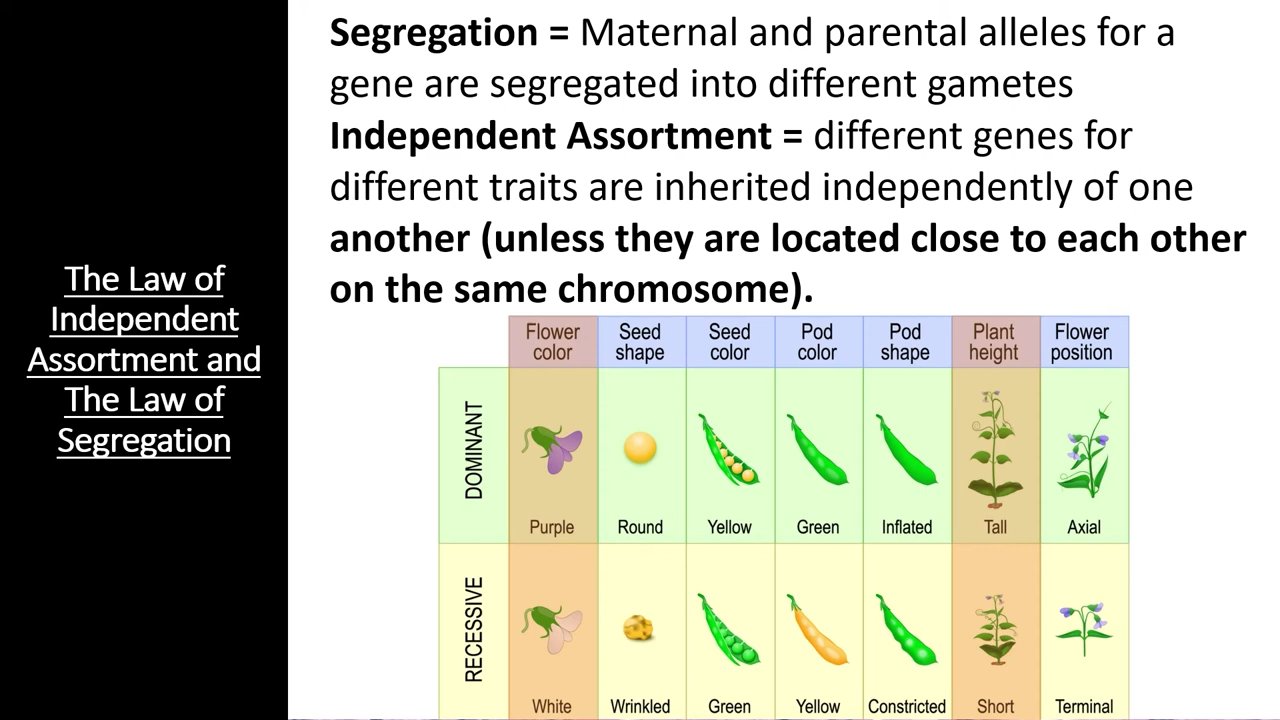 The Law of
Independent
Assortment and
The Law of
Segregation
Segregation = Maternal and parental alleles for a
gene are segregated into different gametes
Independent Assortment = different genes for
different traits are inherited independently of one
another (unless they are located close to each other
on the same chromosome).
Flower color
Seed shape
Seed color
Pod color
Pod shape
Plant height
Flower position
DOMINANT
Purple
Round
Yellow
Green
Inflated
Tall
Axial
RECESSIVE
White
Wrinkled
Green
Yellow
Constricted
Short
Terminal